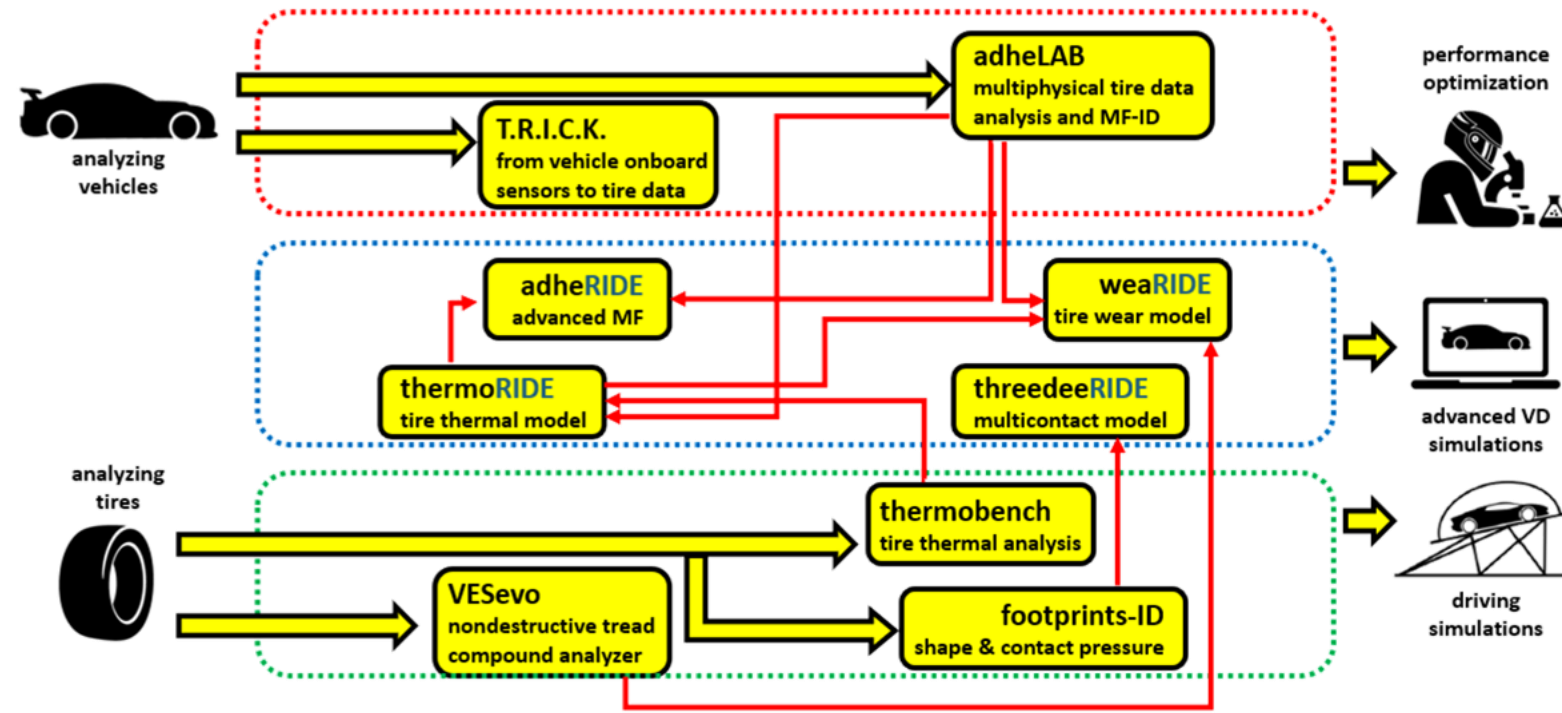 adheLAB
multiphysical tire data
analysis and MF-ID
performance
optimization
T.R.I.C.K.
from vehicle onboard
sensors to tire data
analyzing
vehicles
adheRIDE
advanced MF
weaRIDE
tire wear model
thermoRIDE
tire thermal model
threedeeRIDE
multicontact model
advanced VD
simulations
analyzing
tires
thermobench
tire thermal analysis
VESevo
nondestructive tread
compound analyzer
footprints-ID
shape & contact pressure
driving
simulations